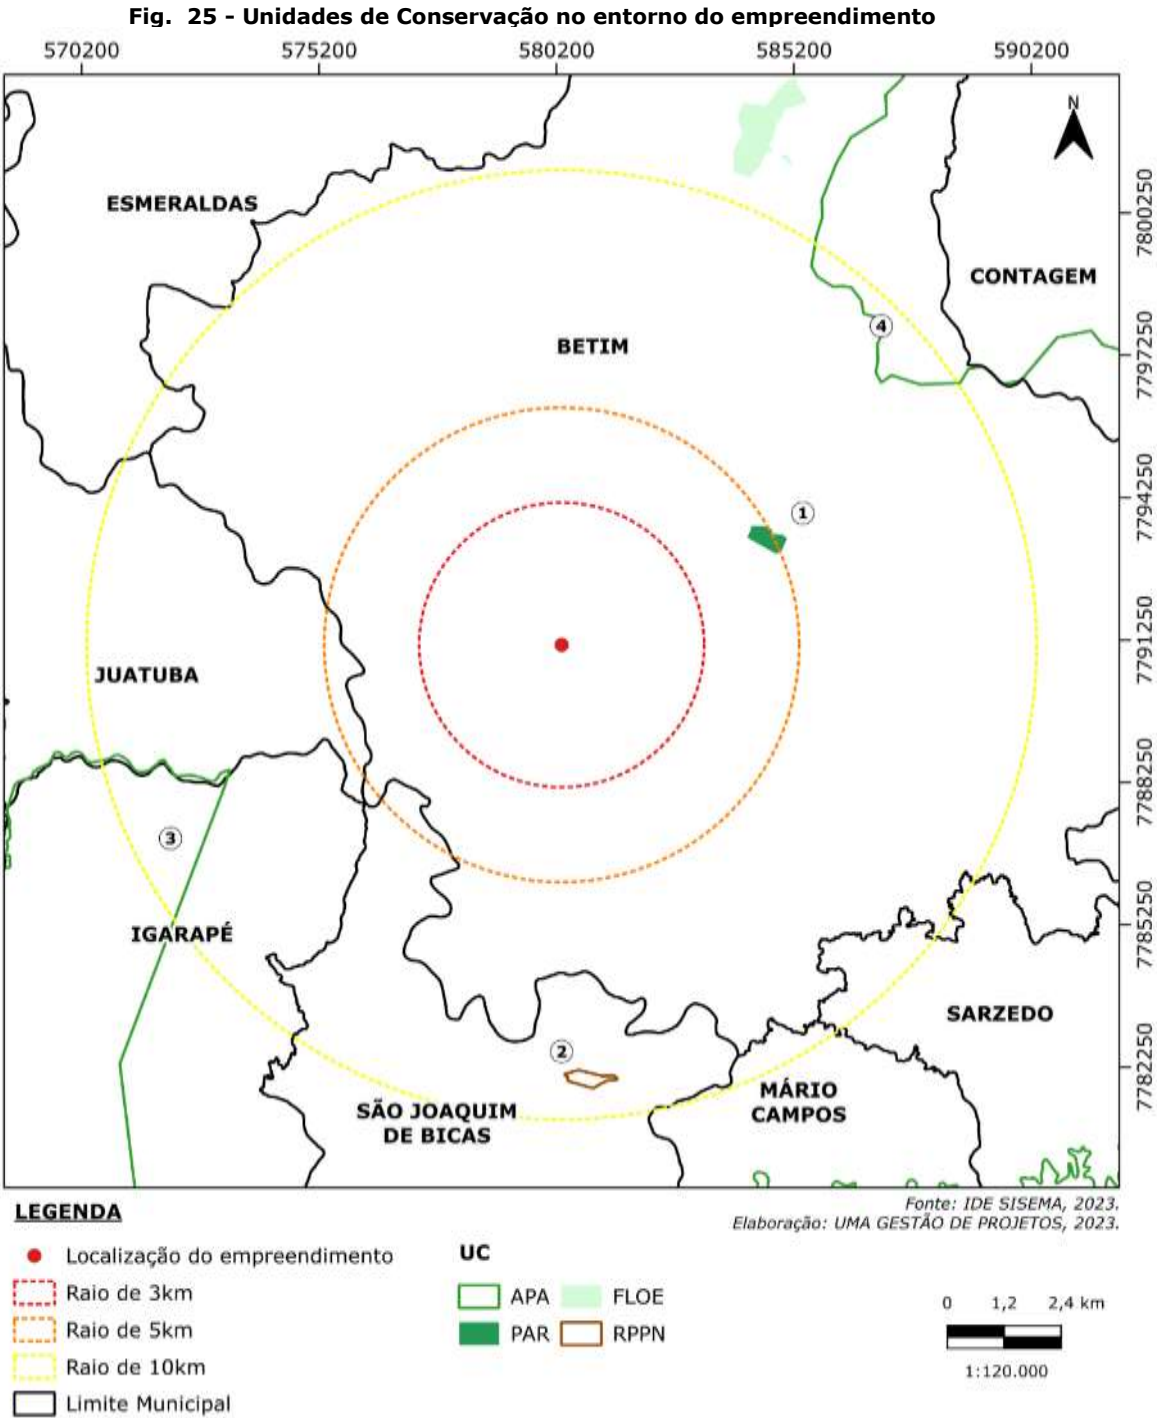 Fig. 25 - Unidades de Conservação no entorno do empreendimento
570200 575200 580200 585200 590200
N
ESMERALDAS
7800250
CONTAGEM
4
BETIM
7797250
7794250
1
7791250
JUATUBA
7788250
3
IGARAPÉ
7785250
SARZEDO
2
7782250
MÁRIO
CAMPOS
SÃO JOAQUIM
DE BICAS
Fonte: IDE SISEMA, 2023.
Elaboração: UMA GESTÃO DE PROJETOS, 2023.
LEGENDA
Localização do empreendimento
Raio de 3km
Raio de 5km
Raio de 10km
Limite Municipal
UC
APA FLOE
PAR RPPN
0 1,2 2,4 km
1:120.000